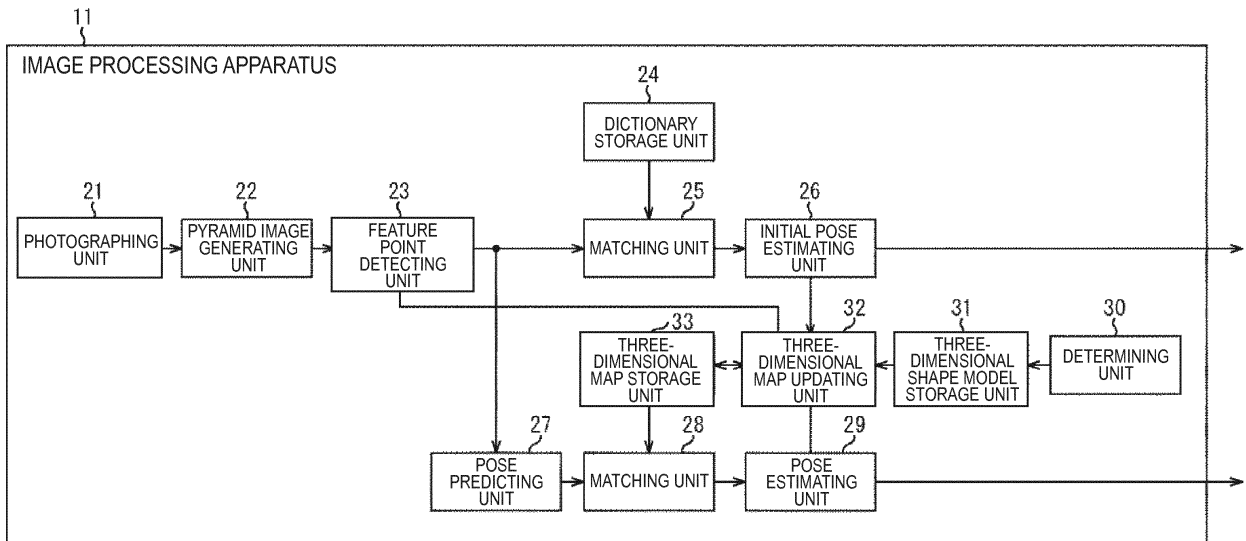 11
IMAGE PROCESSING APPARATUS
24
DICTIONARY
STORAGE UNIT
21
PHOTOGRAPHING
UNIT
22
PYRAMID IMAGE
GENERATING
UNIT
23
FEATURE
POINT
DETECTING
UNIT
25
MATCHING UNIT
26
INITIAL POSE
ESTIMATING
UNIT
33
THREE-
DIMENSIONAL
MAP STORAGE
UNIT
32
THREE-
DIMENSIONAL
MAP UPDATING
UNIT
31
THREE-
DIMENSIONAL
SHAPE MODEL
STORAGE UNIT
30
DETERMINING
UNIT
27
POSE
PREDICTING
UNIT
28
MATCHING UNIT
29
POSE
ESTIMATING
UNIT